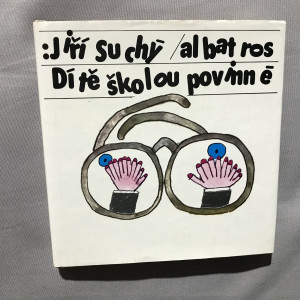 :Jiří Suchý/albatros
Dítě školou povinné